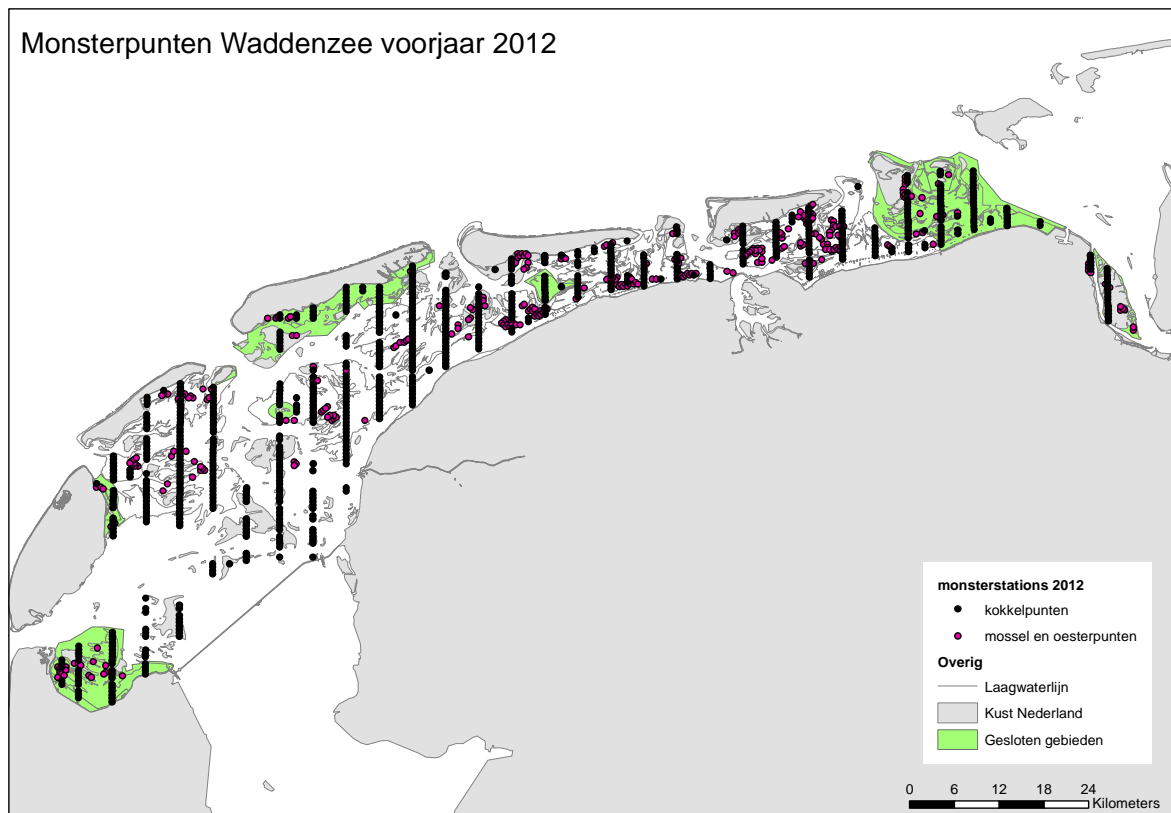 Monsterpunten Waddenzee voorjaar 2012
monsterstations 2012
kokkelpunten
mossel en oesterpunten
Overig
Laagwaterlijn
Kust Nederland
Gesloten gebieden
0 6 12 18 24
Kilometers